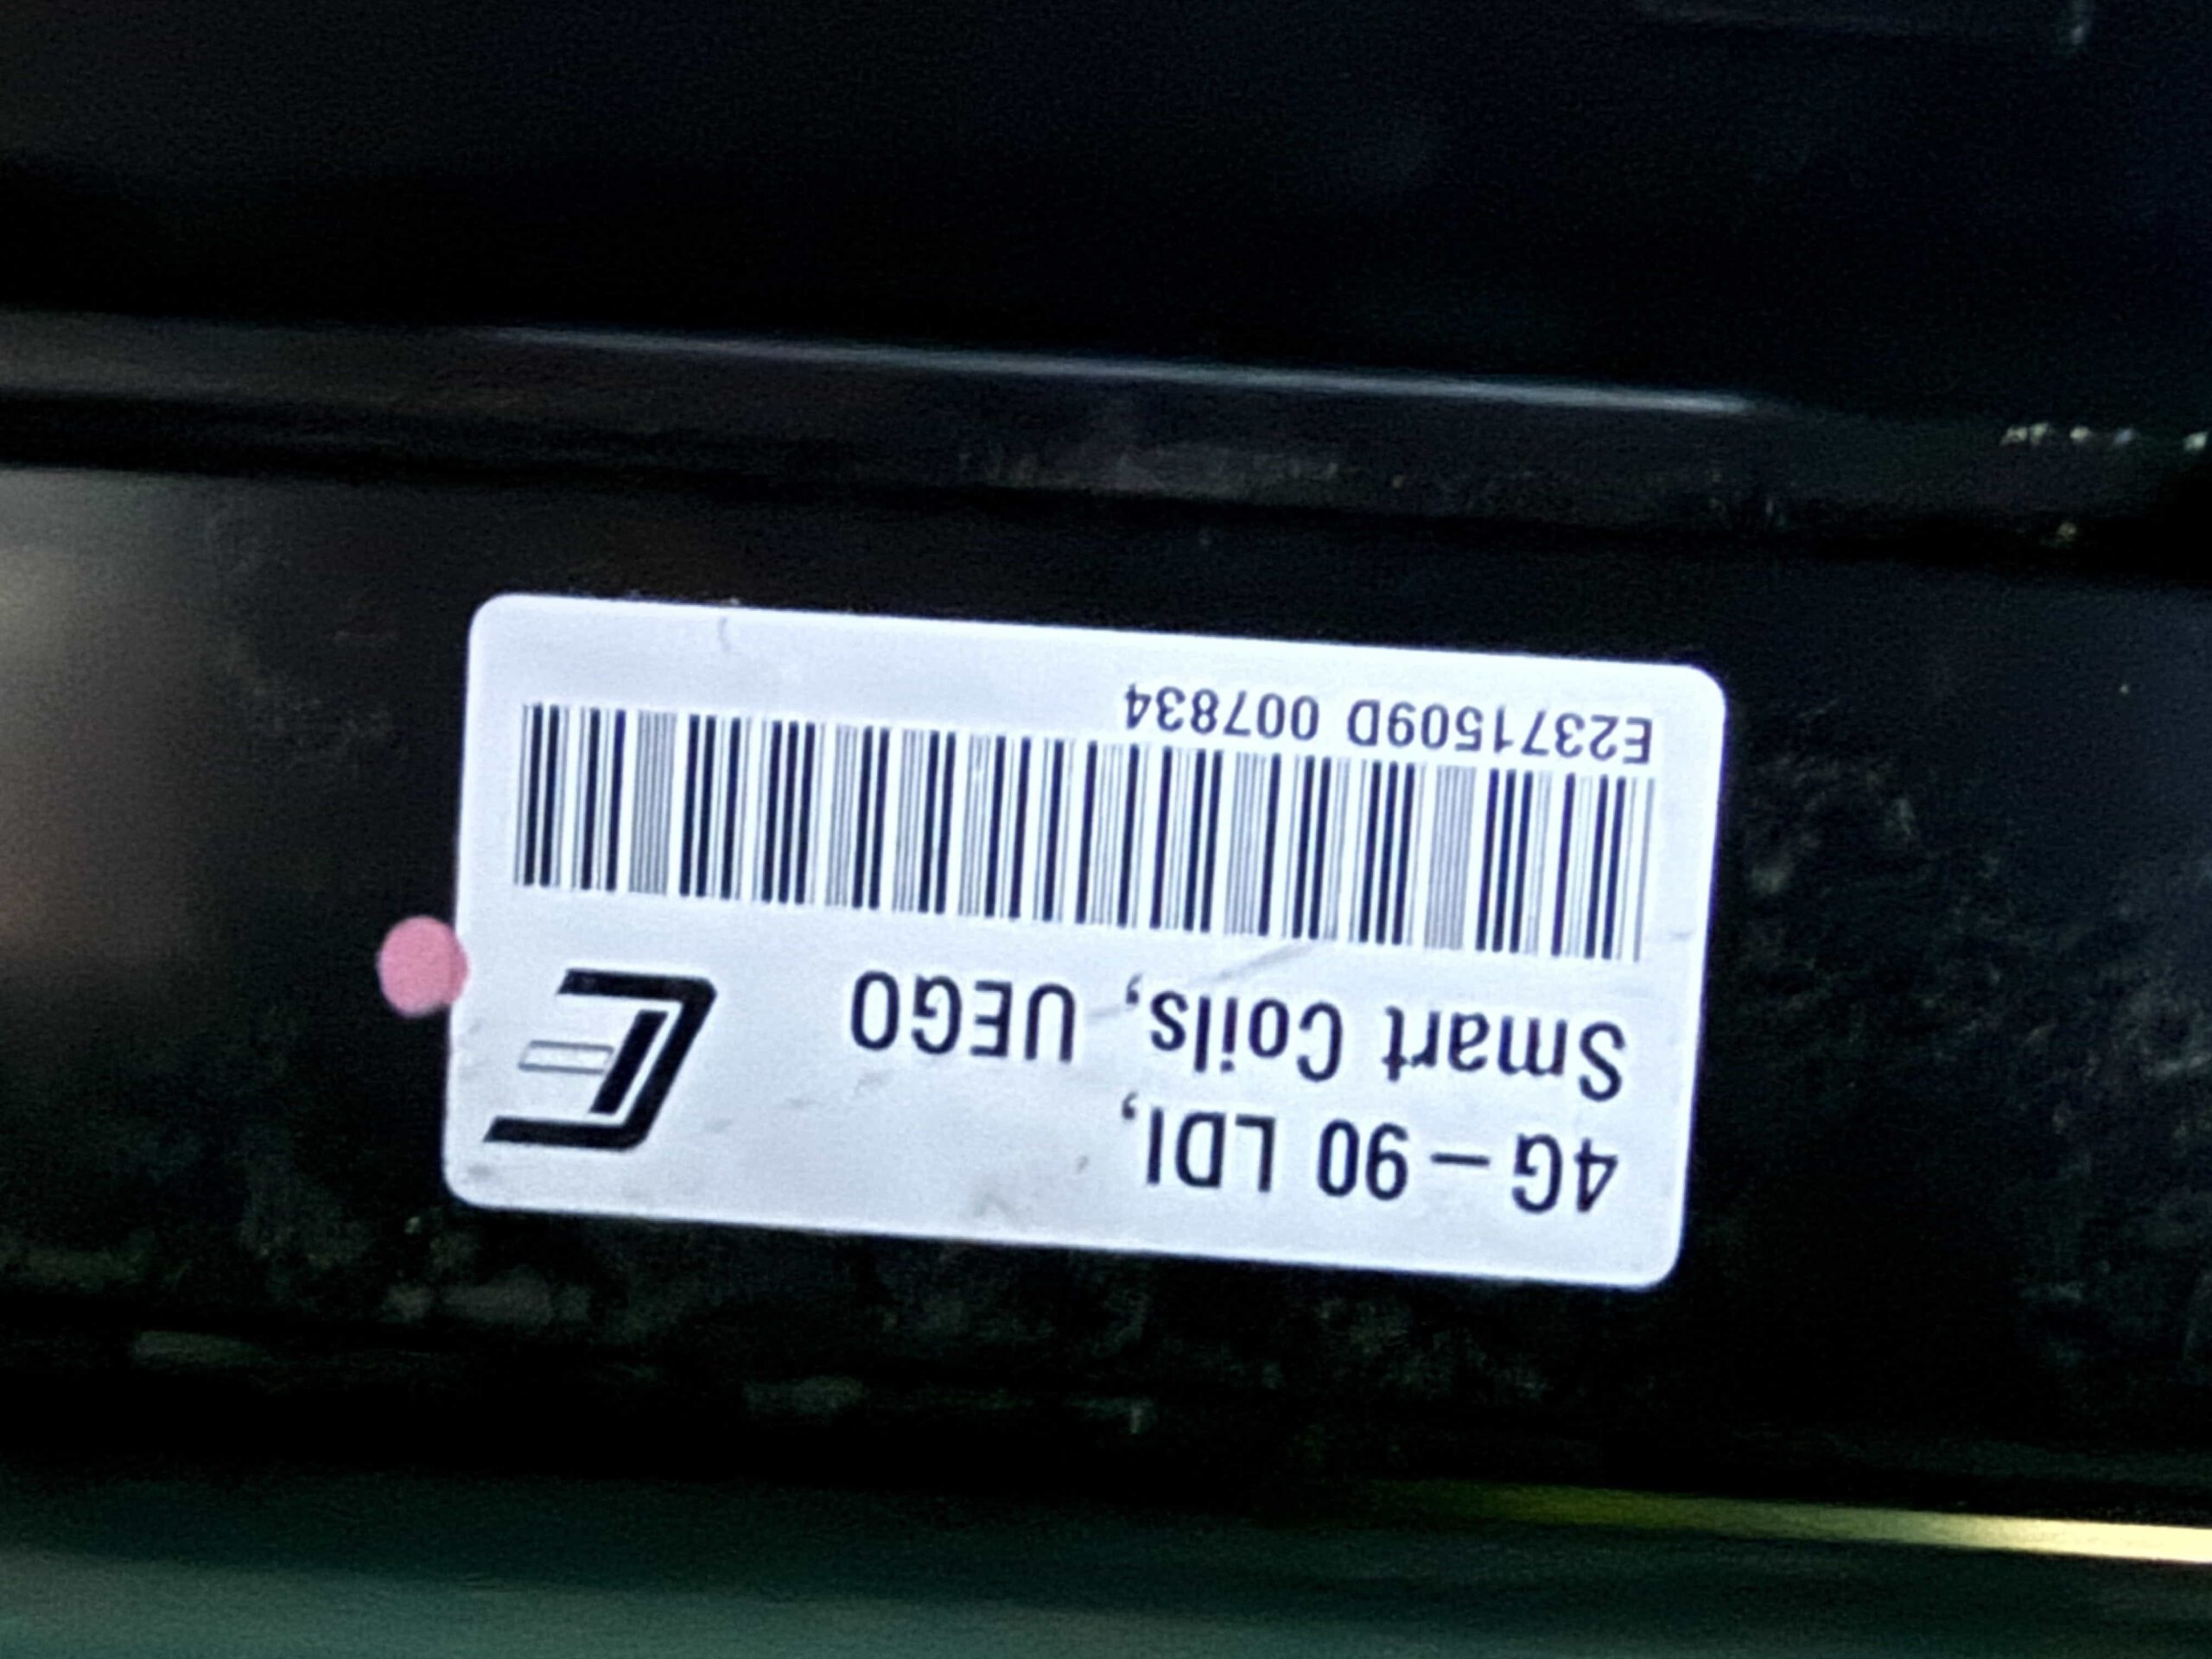 4G – 90 LDI,
Smart Coils, UEGO
E2371509D 007834